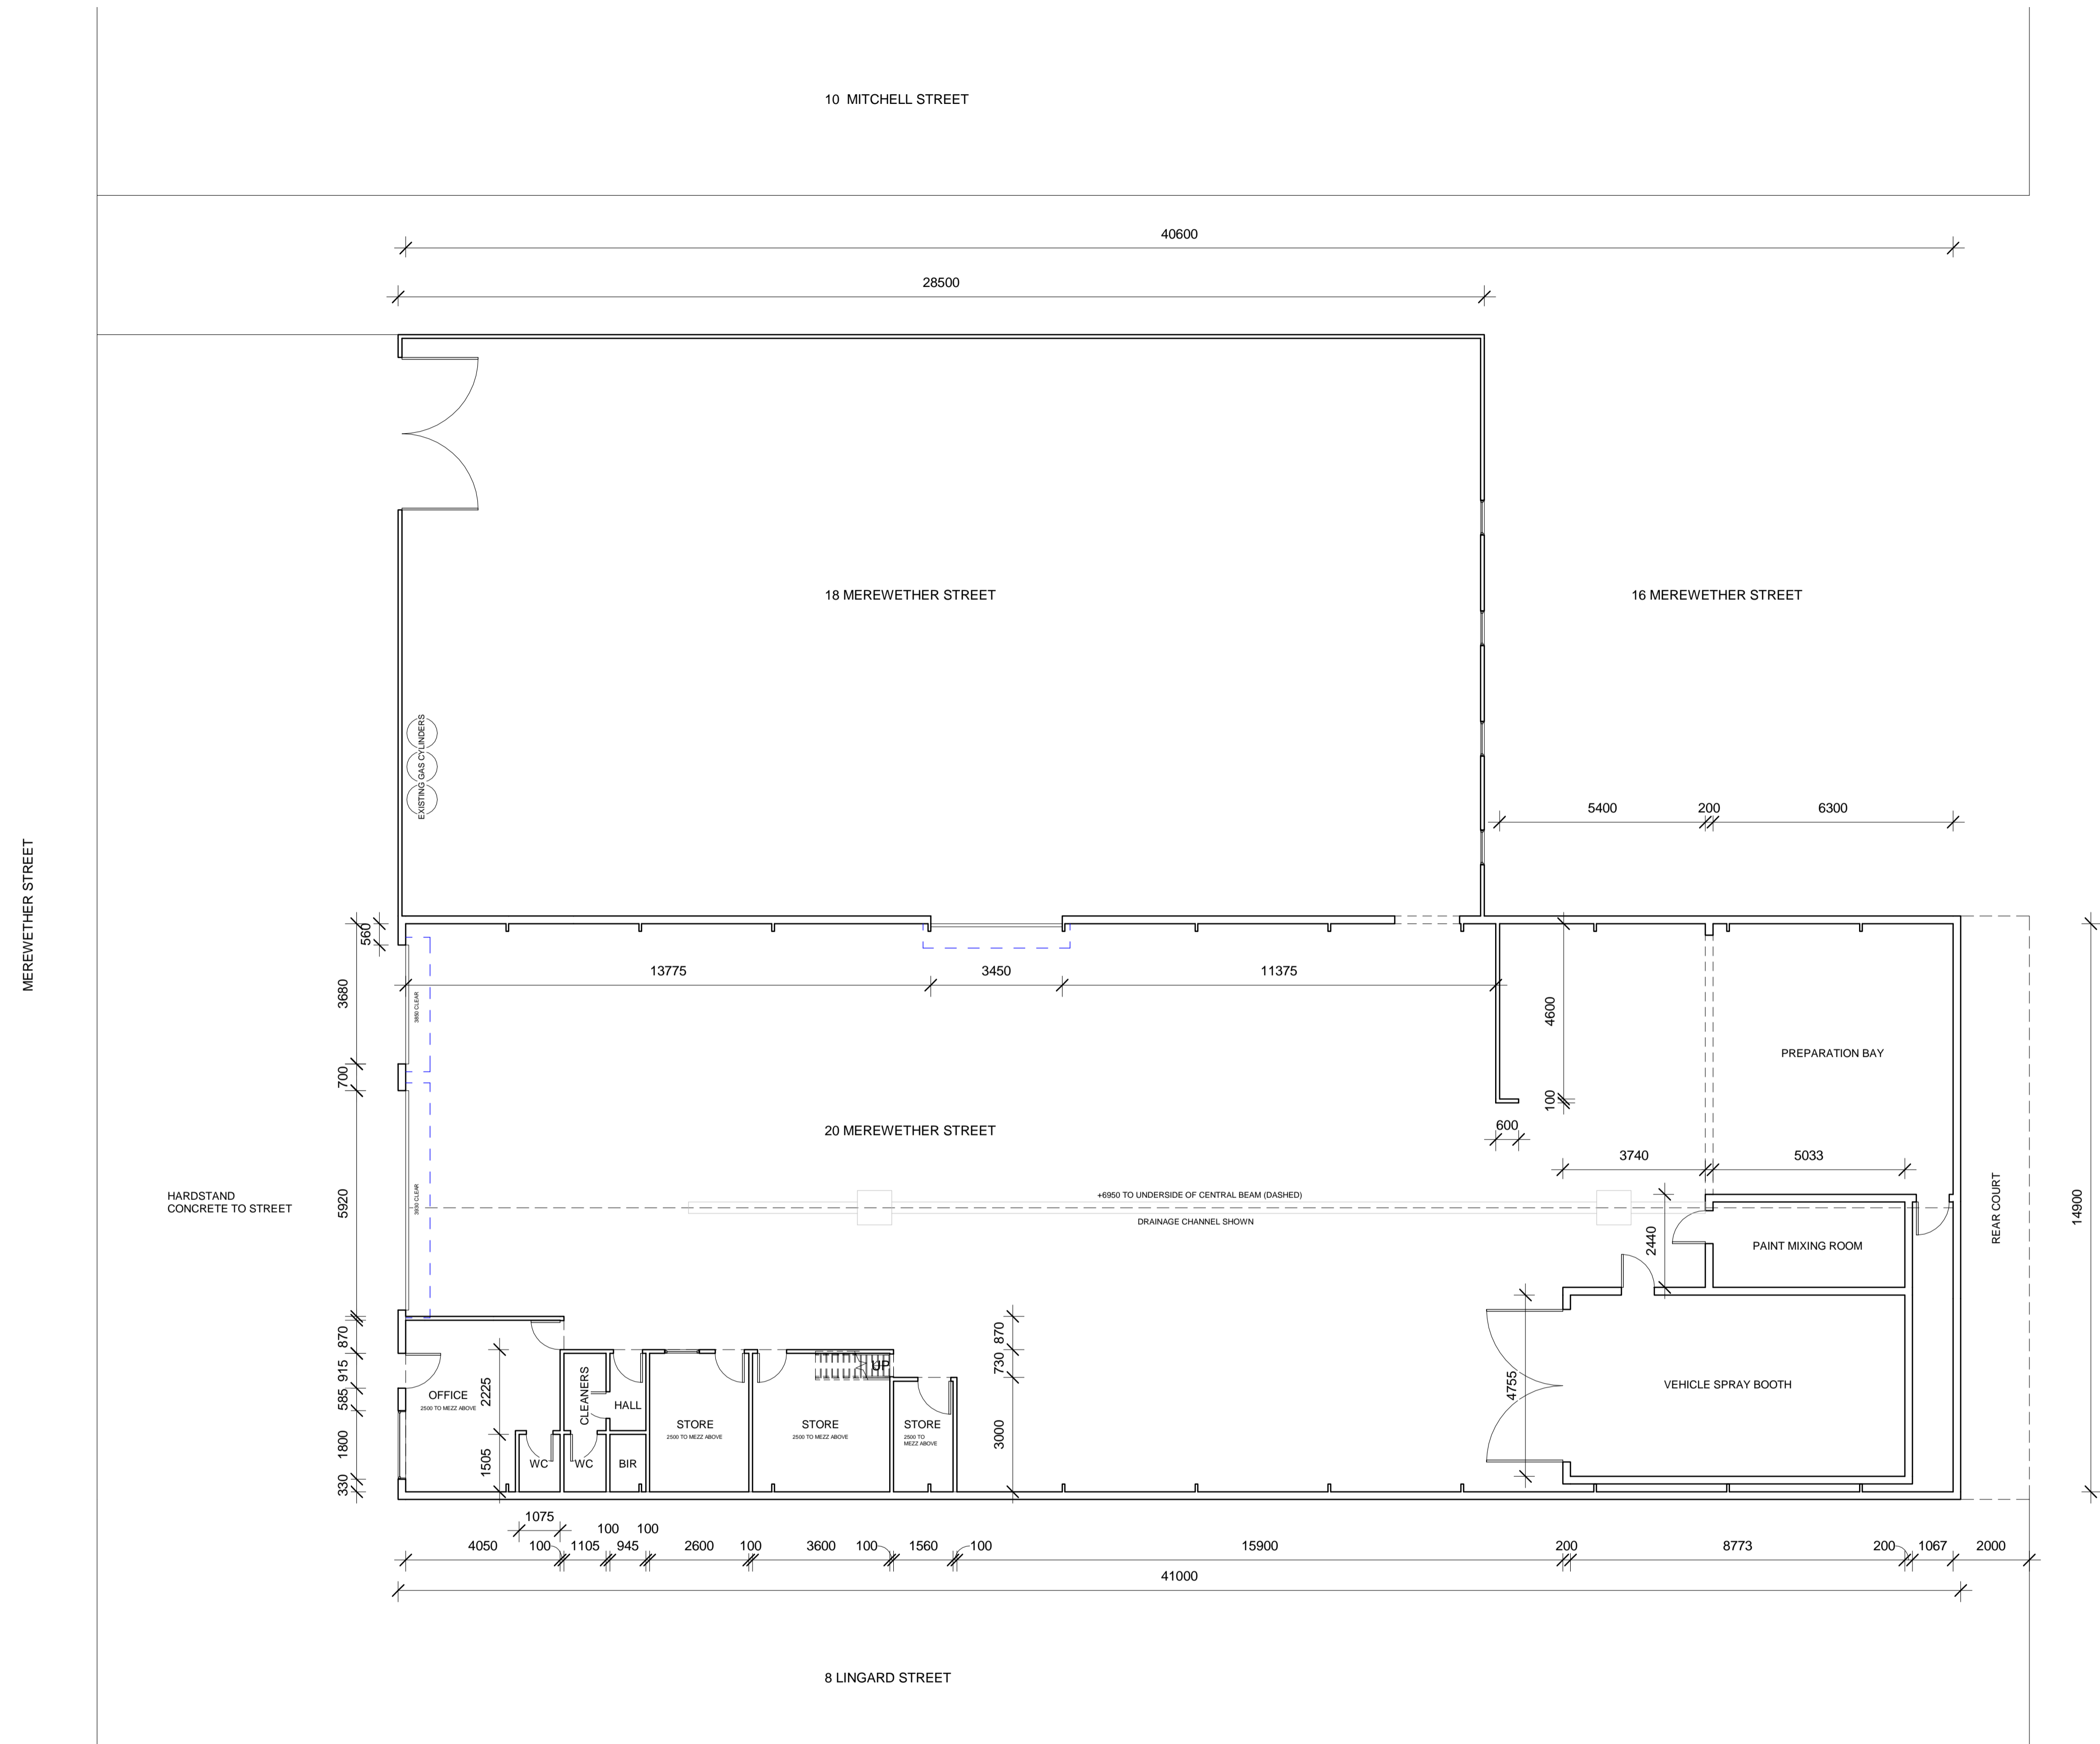 10 MITCHELL STREET
40600
28500
18 MEREWETHER STREET
16 MEREWETHER STREET
EXISTING GAS CYLINDERS
MEREWETHER STREET
5400
200
6300
560
3680
700
5920
870
915
585
1800
330
13775
3450
11375
3850 CLEAR
3930 CLEAR
4600
100
600
PREPARATION BAY
20 MEREWETHER STREET
3740
5033
HARDSTAND
CONCRETE TO STREET
+6950 TO UNDERSIDE OF CENTRAL BEAM (DASHED)
DRAINAGE CHANNEL SHOWN
2440
PAINT MIXING ROOM
REAR COURT
14900
870
730
3000
4755
VEHICLE SPRAY BOOTH
OFFICE
2500 TO MEZZ ABOVE
2225
1505
CLEANERS
HALL
UP
STORE
2500 TO MEZZ ABOVE
STORE
2500 TO MEZZ ABOVE
STORE
2500 TO
MEZZ ABOVE
WC
WC
BIR
1075
100
100
4050
100
1105
945
2600
100
3600
100
1560
100
15900
200
8773
200
1067
2000
41000
8 LINGARD STREET